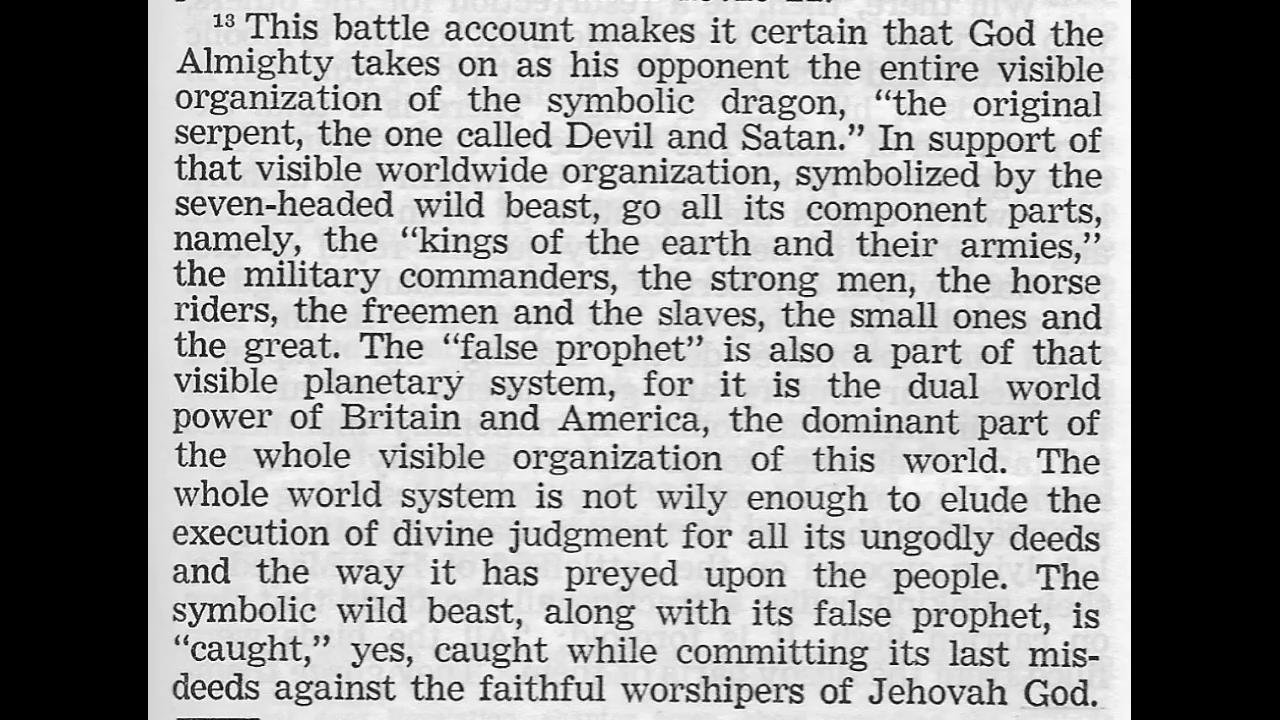 ¹³ This battle account makes it certain that God the
Almighty takes on as his opponent the entire visible
organization of the symbolic dragon, “the original
serpent, the one called Devil and Satan.” In support of
that visible worldwide organization, symbolized by the
seven-headed wild beast, go all its component parts,
namely, the “kings of the earth and their armies,”
the military commanders, the strong men, the horse
riders, the freemen and the slaves, the small ones and
the great. The “false prophet” is also a part of that
visible planetary system, for it is the dual world
power of Britain and America, the dominant part of
the whole visible organization of this world. The
whole world system is not wily enough to elude the
execution of divine judgment for all its ungodly deeds
and the way it has preyed upon the people. The
symbolic wild beast, along with its false prophet, is
“caught,” yes, caught while committing its last mis-
deeds against the faithful worshipers of Jehovah God.